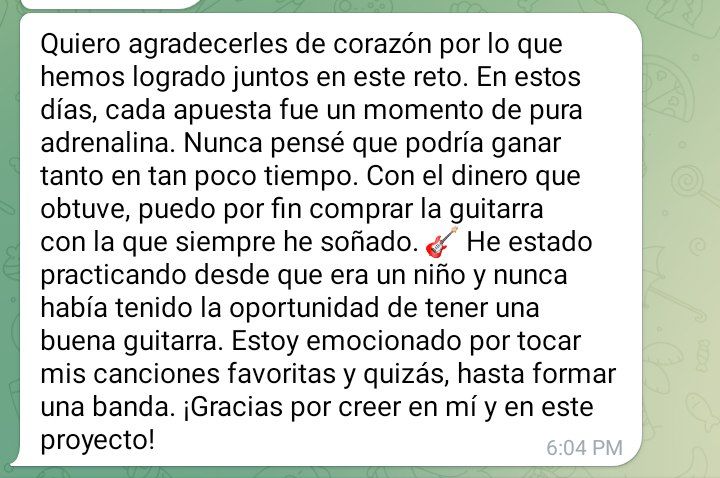 Quiero agradecerles de corazón por lo que
hemos logrado juntos en este reto. En estos
días, cada apuesta fue un momento de pura
adrenalina. Nunca pensé que podría ganar
tanto en tan poco tiempo. Con el dinero que
obtuve, puedo por fin comprar la guitarra
con la que siempre he soñado. 🎸 He estado
practicando desde que era un niño y nunca
había tenido la oportunidad de tener una
buena guitarra. Estoy emocionado por tocar
mis canciones favoritas y quizás, hasta formar
una banda. ¡Gracias por creer en mí y en este
proyecto!
6:04 PM